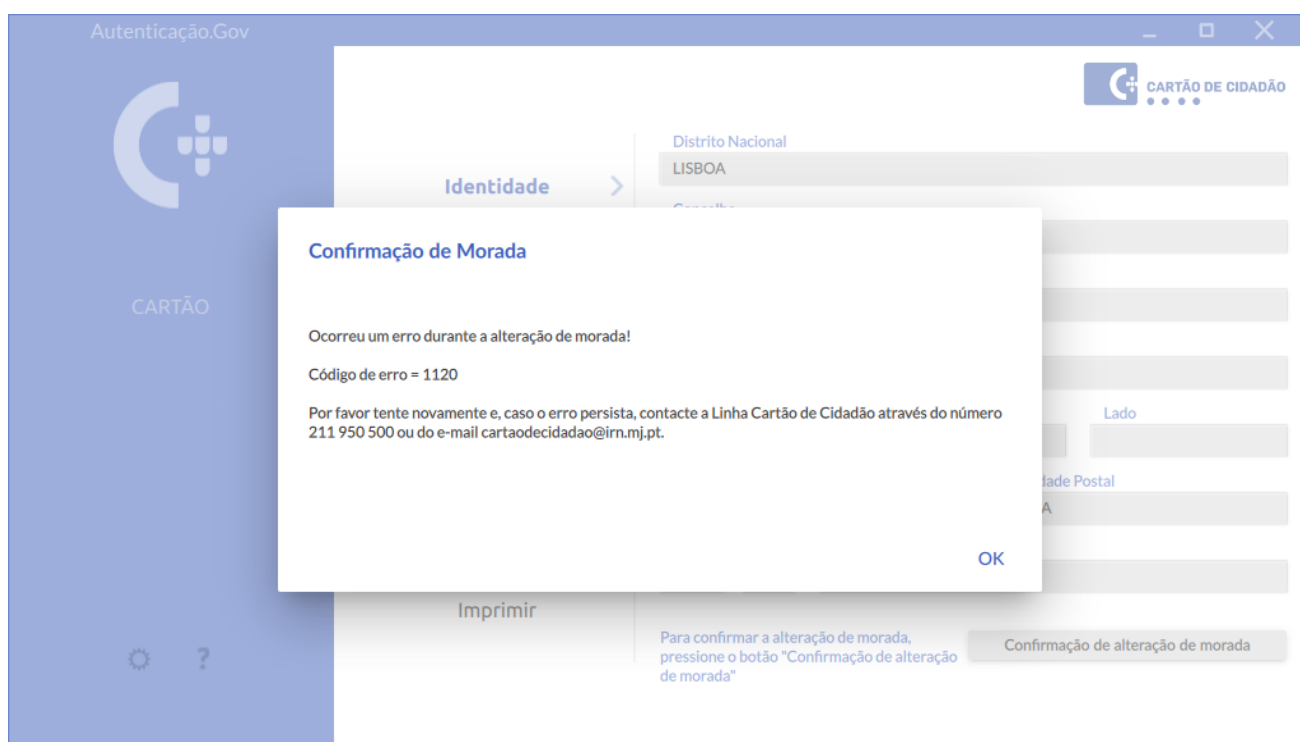 Autenticação.Gov
CARTÃO DE CIDADÃO
Distrito Nacional
LISBOA
Identidade
Confirmação de Morada
CARTÃO
Ocorreu um erro durante a alteração de morada!
Código de erro = 1120
Por favor tente novamente e, caso o erro persista, contacte a Linha Cartão de Cidadão através do número
211 950 500 ou do e-mail cartaodecidadao@irn.mj.pt.
Lado
Postal
A
OK
Imprimir
Para confirmar a alteração de morada,
pressione o botão "Confirmação de alteração
de morada"
Confirmação de alteração de morada
?